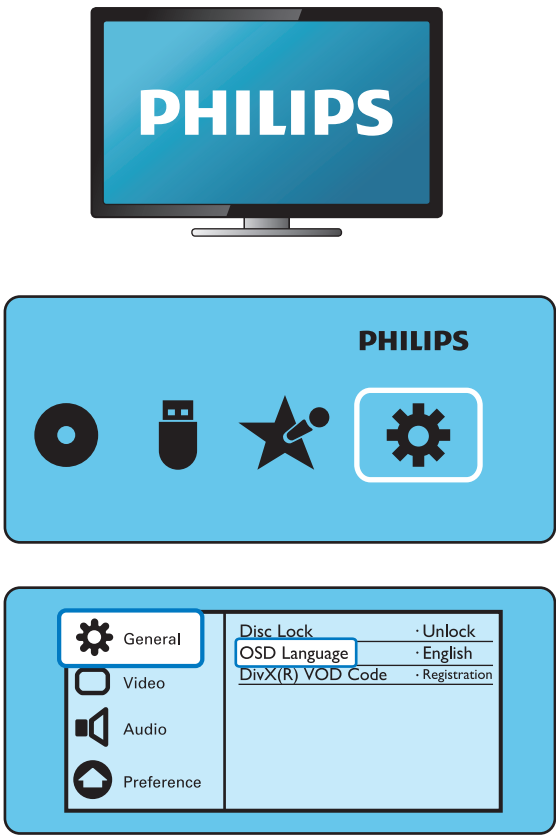 PHILIPS
PHILIPS
General
Video
Audio
Preference
Disc Lock · Unlock
OSD Language · English
DivX(R) VOD Code · Registration